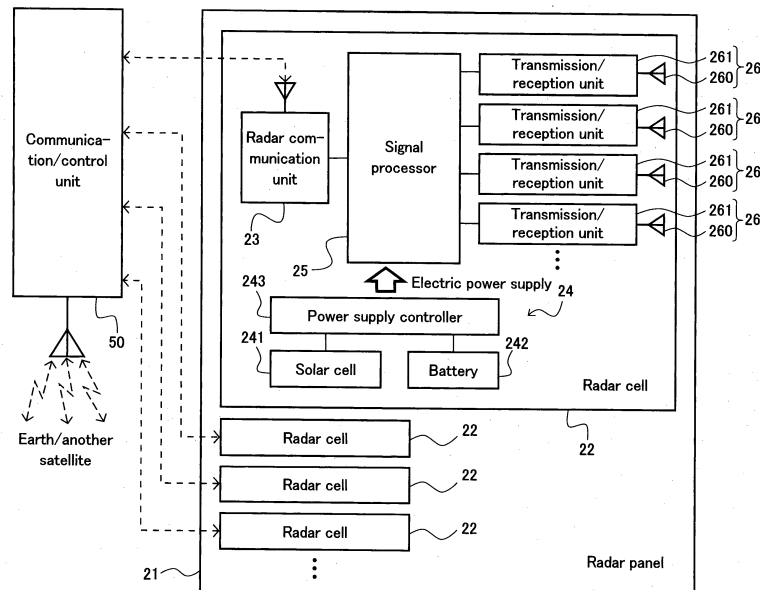 Communica-
tion/control
unit
50
Earth/another
satellite
Radar com-
munication
unit
23
Signal
processor
25
Transmission/
reception unit
261
260
26
Transmission/
reception unit
261
260
26
Transmission/
reception unit
261
260
26
Transmission/
reception unit
261
260
26
Electric power supply
24
243
Power supply controller
241
Solar cell
Battery
242
Radar cell
22
Radar cell
22
Radar cell
22
Radar cell
22
21
Radar panel